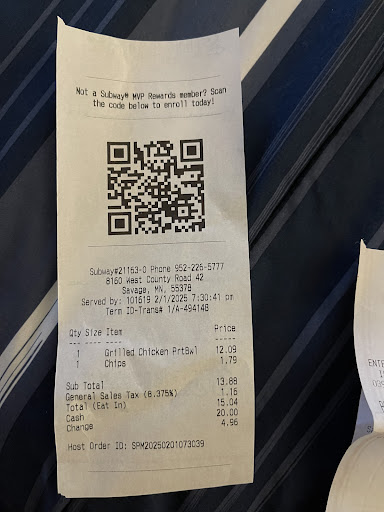 Not a Subway® MVP Rewards member? Scan
the code below to enroll today!
Subway#21153-0 Phone 952-226-5777
8160 West County Road 42
Savage, MN, 55378
Served by: 101619 2/1/2025 7:30:41 pm
Term ID-Trans# 1/A-494148
Qty Size Item Price
1 Grilled Chicken PrtBwl 12.09
1 Chips 1.79
Sub Total 13.88
General Sales Tax (8.375%) 1.16
Total (Eat In) 15.04
Cash 20.00
Change 4.96
Host Order ID: SPM20250201073039
ENTE